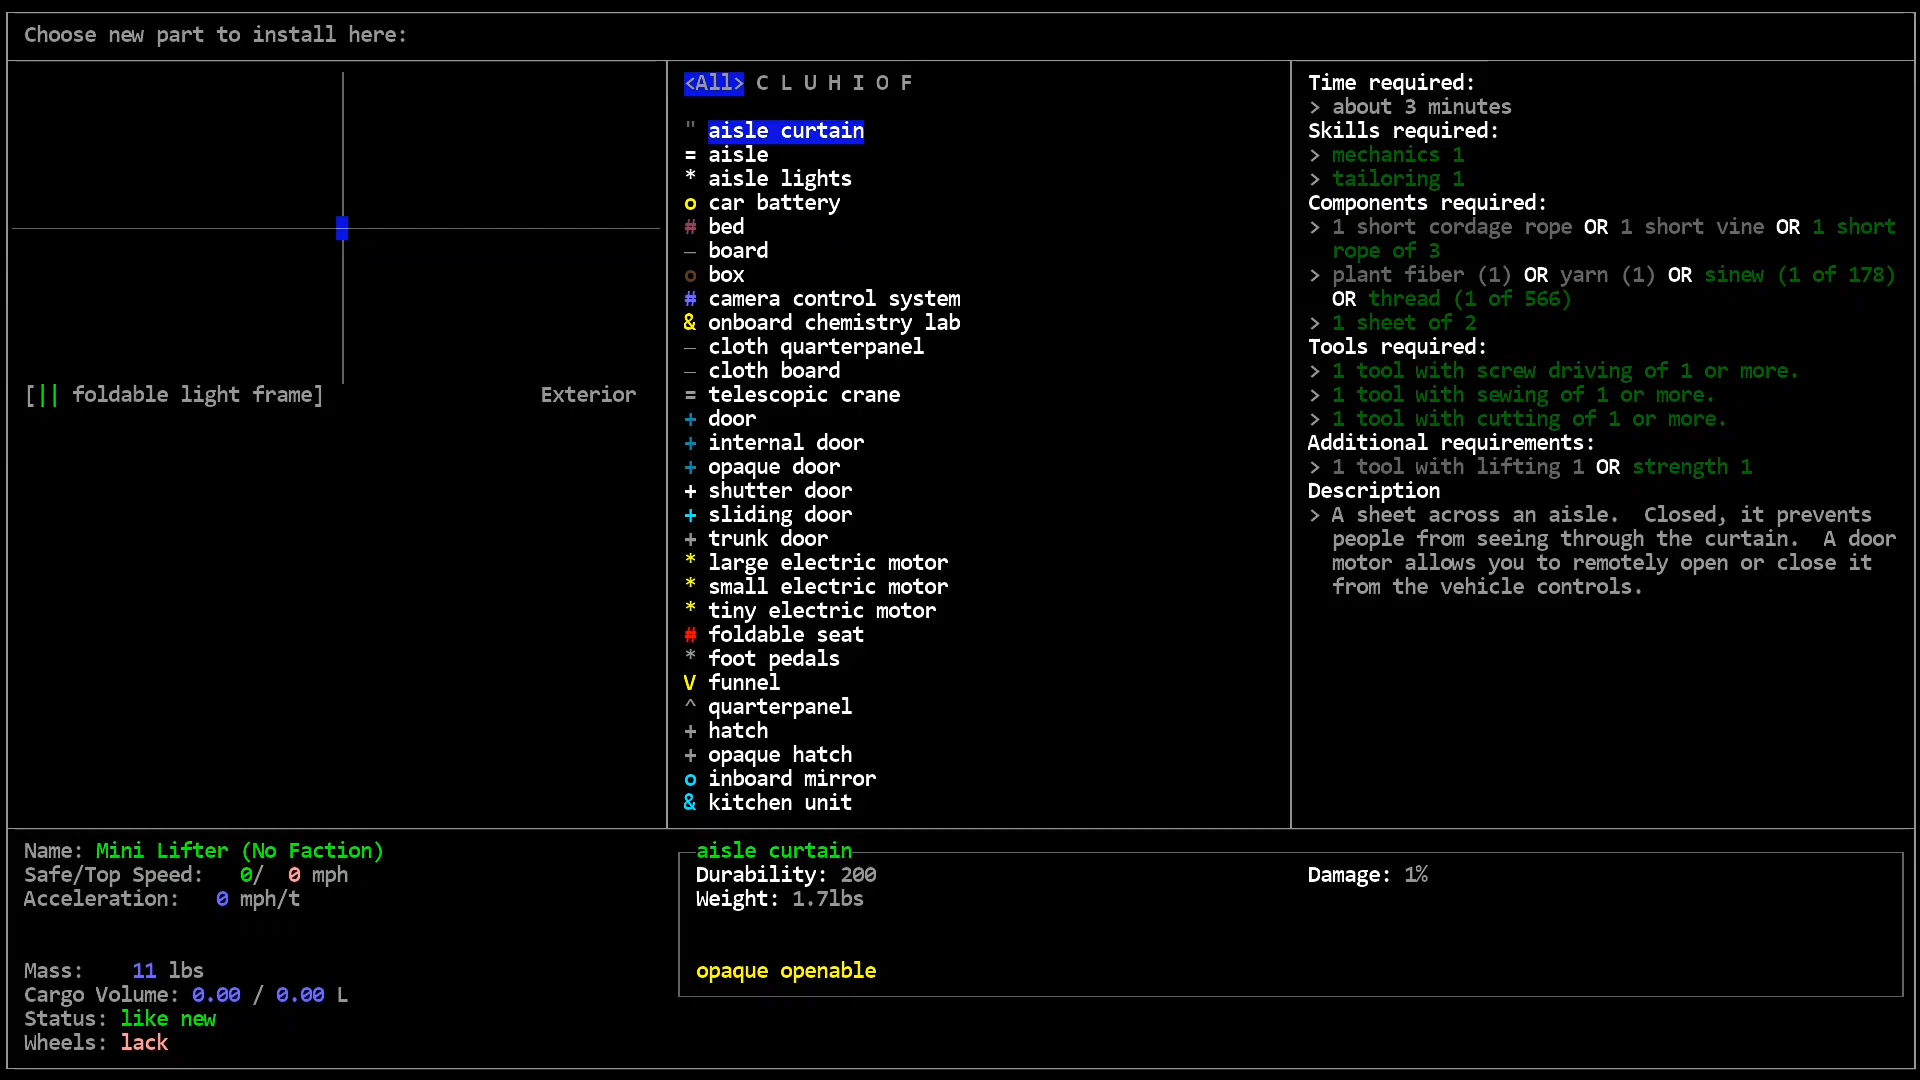 Choose new part to install here:
[|| foldable light frame] Exterior
<All> C L U H I O F
" aisle curtain
= aisle
* aisle lights
o car battery
# bed
— board
o box
# camera control system
& onboard chemistry lab
— cloth quarterpanel
— cloth board
= telescopic crane
+ door
+ internal door
+ opaque door
+ shutter door
+ sliding door
+ trunk door
* large electric motor
* small electric motor
* tiny electric motor
# foldable seat
* foot pedals
V funnel
^ quarterpanel
+ hatch
+ opaque hatch
o inboard mirror
& kitchen unit
Time required:
> about 3 minutes
Skills required:
> mechanics 1
> tailoring 1
Components required:
> 1 short cordage rope OR 1 short vine OR 1 short
rope of 3
> plant fiber (1) OR yarn (1) OR sinew (1 of 178)
OR thread (1 of 566)
> 1 sheet of 2
Tools required:
> 1 tool with screw driving of 1 or more.
> 1 tool with sewing of 1 or more.
> 1 tool with cutting of 1 or more.
Additional requirements:
> 1 tool with lifting 1 OR strength 1
Description
> A sheet across an aisle.  Closed, it prevents
people from seeing through the curtain.  A door
motor allows you to remotely open or close it
from the vehicle controls.
Name: Mini Lifter (No Faction)
Safe/Top Speed: 0/ 0 mph
Acceleration: 0 mph/t
Mass: 11 lbs
Cargo Volume: 0.00 / 0.00 L
Status: like new
Wheels: lack
aisle curtain
Durability: 200 Damage: 1%
Weight: 1.7lbs
opaque openable